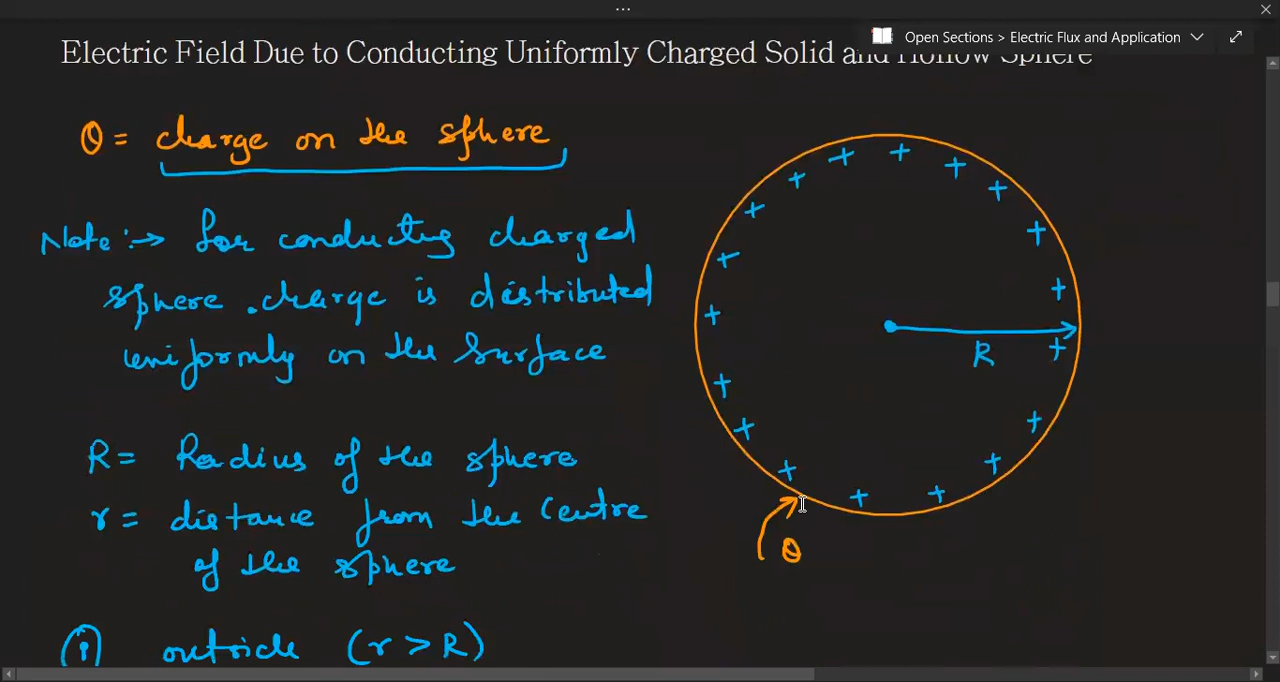 Open Sections > Electric Flux and Application
Electric Field Due to Conducting Uniformly Charged Solid and Hollow Sphere
Q = charge on the sphere
Note :→ for conducting charged
sphere . charge is distributed
uniformly on the surface
R = Radius of the sphere
r = distance from the centre
of the sphere
(i) outside (r > R)
R
Q